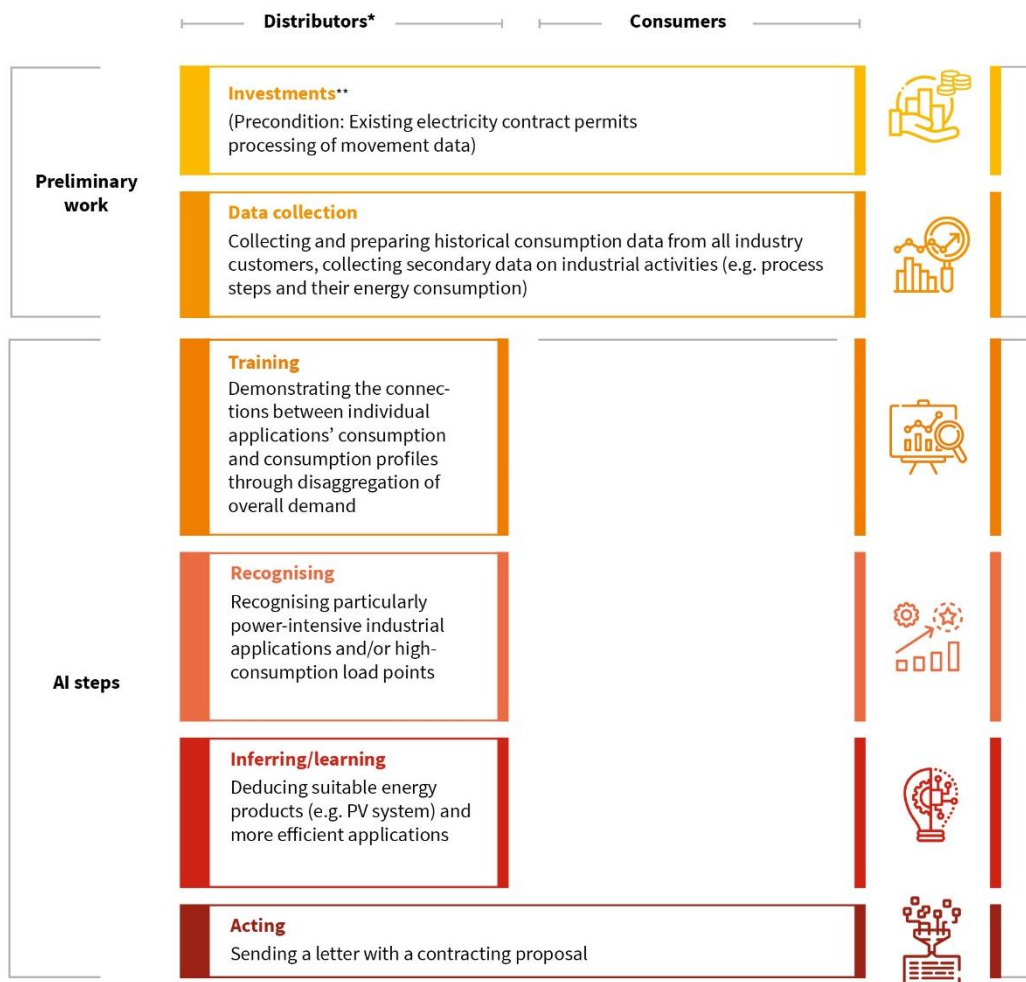 Distributors*
Consumers
Preliminary
work
Investments**
(Precondition: Existing electricity contract permits
processing of movement data)
Data collection
Collecting and preparing historical consumption data from all industry
customers, collecting secondary data on industrial activities (e.g. process
steps and their energy consumption)
AI steps
Training
Demonstrating the connec-
tions between individual
applications’ consumption
and consumption profiles
through disaggregation of
overall demand
Recognising
Recognising particularly
power-intensive industrial
applications and/or high-
consumption load points
Inferring/learning
Deducing suitable energy
products (e.g. PV system) and
more efficient applications
Acting
Sending a letter with a contracting proposal